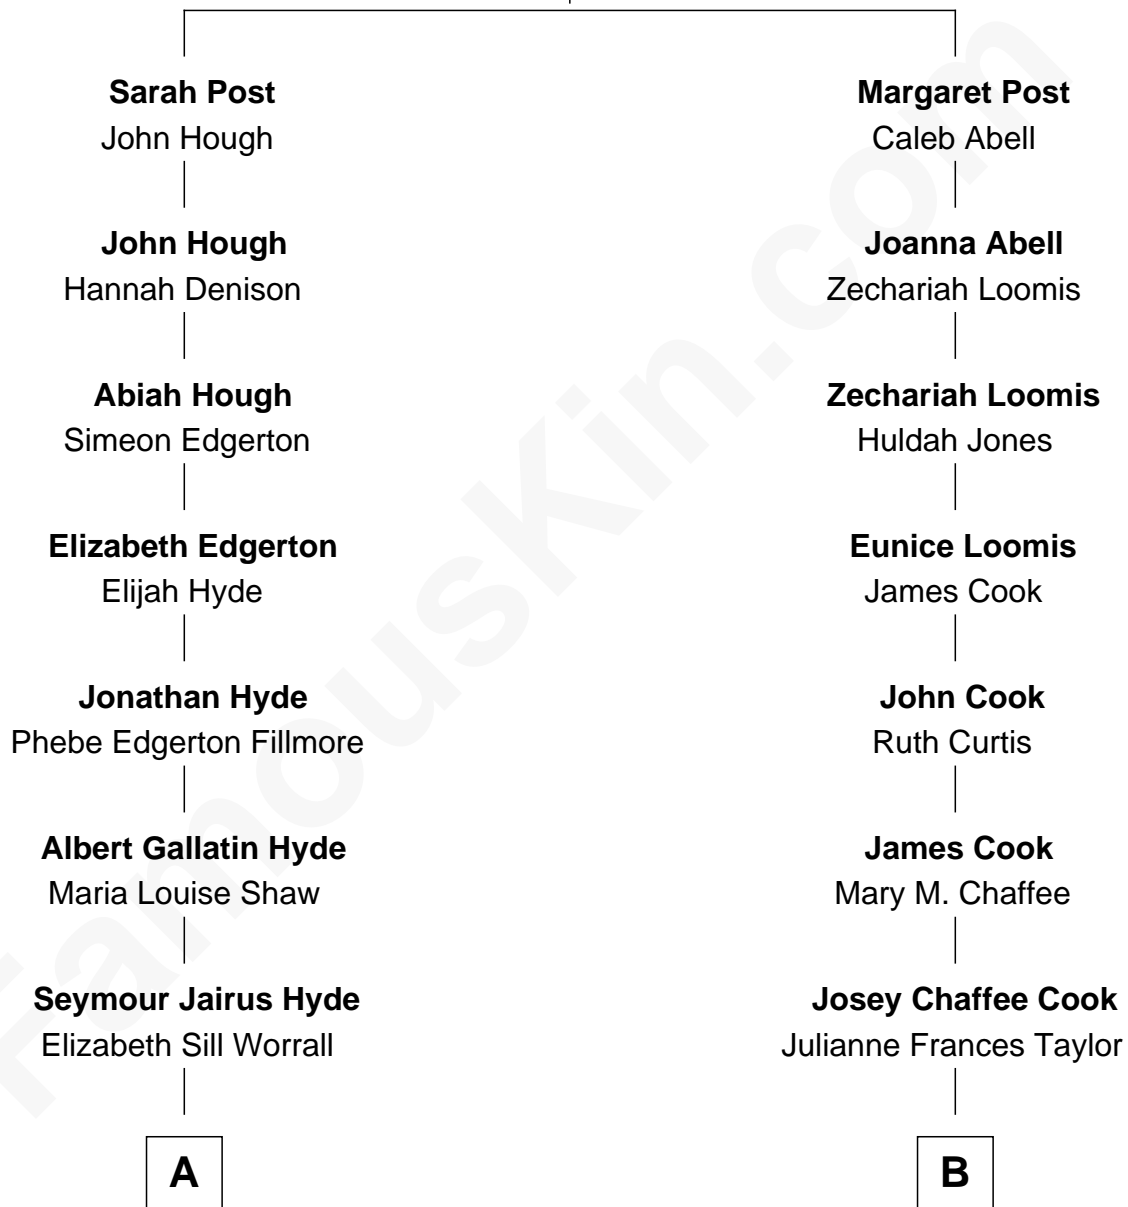 Sarah Post
John Hough
John Hough
Hannah Denison
Abiah Hough
Simeon Edgerton
Elizabeth Edgerton
Elijah Hyde
Jonathan Hyde
Phebe Edgerton Fillmore
Albert Gallatin Hyde
Maria Louise Shaw
Seymour Jairus Hyde
Elizabeth Sill Worrall
A
Margaret Post
Caleb Abell
Joanna Abell
Zechariah Loomis
Zechariah Loomis
Huldah Jones
Eunice Loomis
James Cook
John Cook
Ruth Curtis
James Cook
Mary M. Chaffee
Josey Chaffee Cook
Julianne Frances Taylor
B
FamousKin.com